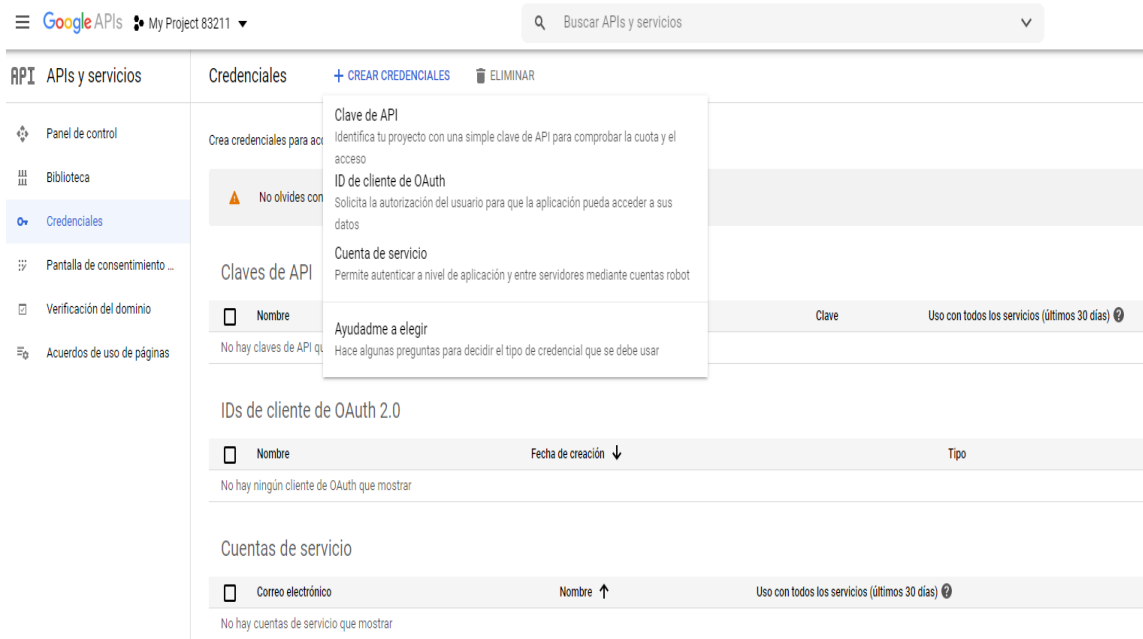 Google APIs My Project 83211 Buscar APIs y servicios
API APIs y servicios Credenciales + CREAR CREDENCIALES ELIMINAR
Clave de API
Panel de control Crea credenciales para Identifica tu proyecto con una simple clave de API para comprobar la cuota y el
acceso
Biblioteca ID de cliente de OAuth
No olvides Solicita la autorización del usuario para que la aplicación pueda acceder a sus
Credenciales datos
Cuenta de servicio
Pantalla de consentimiento ... Claves de API Permite autenticar a nivel de aplicación y entre servidores mediante cuentas robot
Verificación del dominio Nombre Clave Uso con todos los servicios (últimos 30 días)
Ayudadme a elegir
Acuerdos de uso de páginas No hay claves de API Hace algunas preguntas para decidir el tipo de credencial que se debe usar
IDs de cliente de OAuth 2.0
Nombre Fecha de creación Tipo
No hay ningún cliente de OAuth que mostrar
Cuentas de servicio
Correo electrónico Nombre Uso con todos los servicios (últimos 30 días)
No hay cuentas de servicio que mostrar